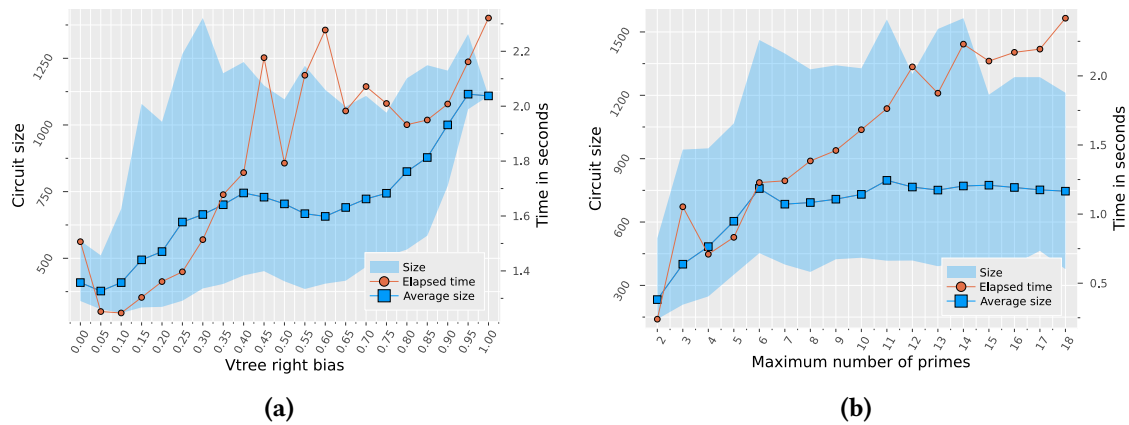 1250
1000
750
500
Circuit size
2.2
2.0
1.8
1.6
1.4
Time in seconds
Size
Elapsed time
Average size
0.00 0.05 0.10 0.15 0.20 0.25 0.30 0.35 0.40 0.45 0.50 0.55 0.60 0.65 0.70 0.75 0.80 0.85 0.90 0.95 1.00
Vtree right bias
(a)
1500
1200
900
600
300
Circuit size
2.0
1.5
1.0
0.5
Time in seconds
Size
Elapsed time
Average size
2 3 4 5 6 7 8 9 10 11 12 13 14 15 16 17 18
Maximum number of primes
(b)